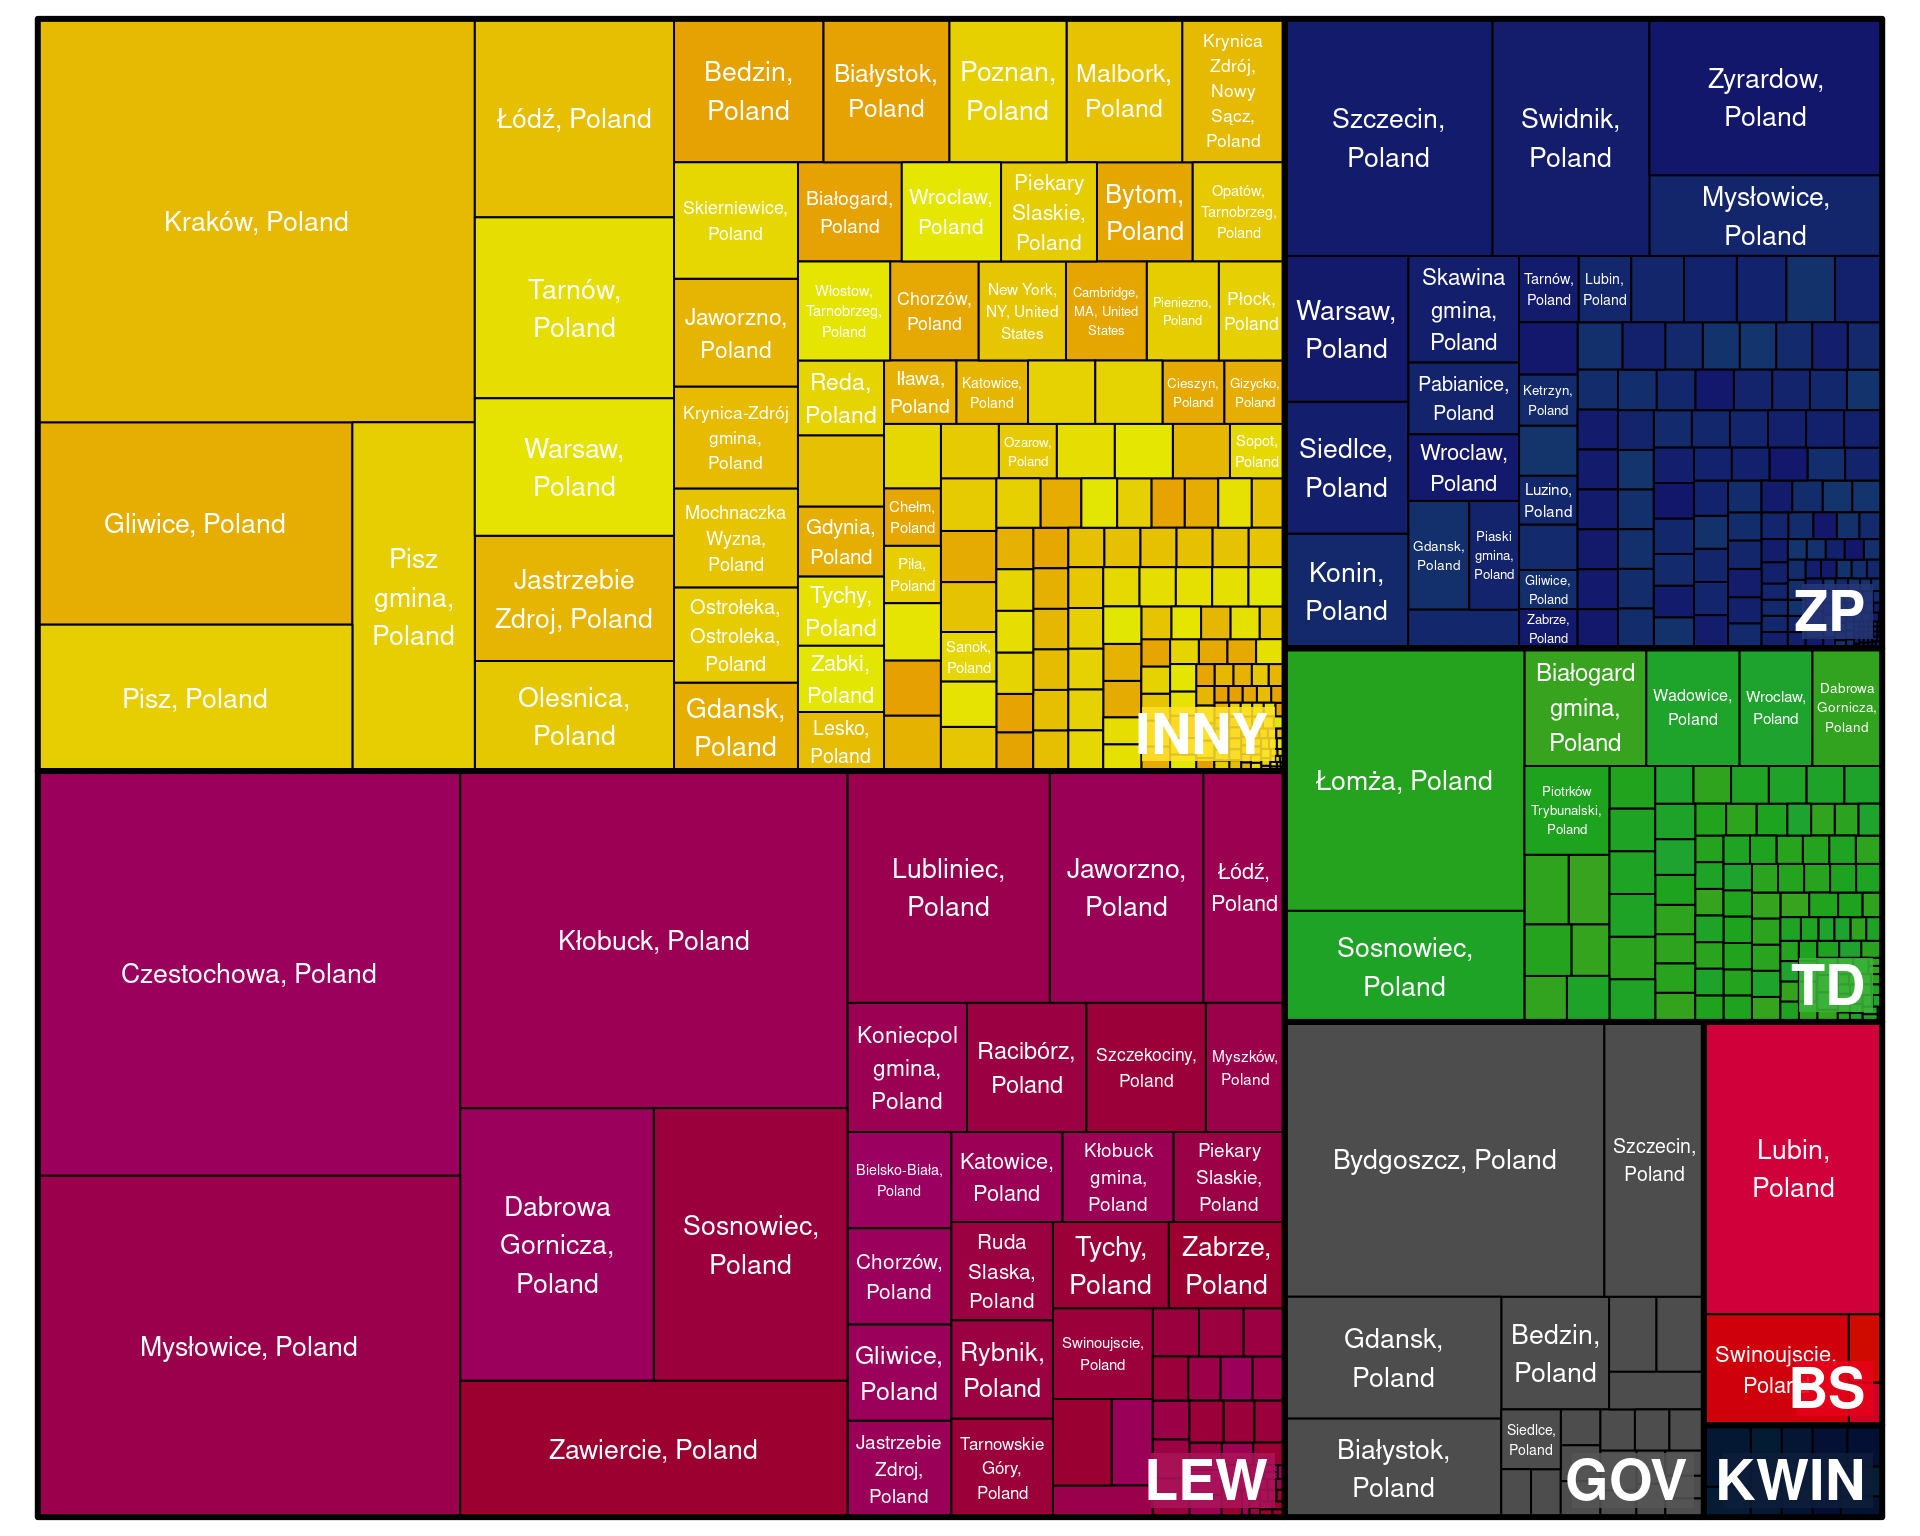 Kraków, Poland
Gliwice, Poland
Pisz, Poland
Pisz
gmina,
Poland
Łódź, Poland
Tarnów,
Poland
Warsaw,
Poland
Jastrzebie
Zdroj, Poland
Olesnica,
Poland
Bedzin,
Poland
Białystok,
Poland
Poznan,
Poland
Malbork,
Poland
Krynica
Zdrój,
Nowy
Sącz,
Poland
Skierniewice,
Poland
Jaworzno,
Poland
Krynica-Zdrój
gmina,
Poland
Mochnaczka
Wyzna,
Poland
Ostrołeka,
Ostroleka,
Poland
Gdansk,
Poland
Białogard,
Poland
Wroclaw,
Poland
Piekary
Slaskie,
Poland
Bytom,
Poland
Opatów,
Tarnobrzeg,
Poland
Włostow,
Tarnobrzeg,
Poland
Chorzów,
Poland
New York,
NY, United
States
Cambridge,
MA, United
States
Pieniezno,
Poland
Płock,
Poland
Reda,
Poland
Iława,
Poland
Katowice,
Poland
Cieszyn,
Poland
Gizycko,
Poland
Ozarow,
Poland
Sopot,
Poland
Gdynia,
Poland
Chełm,
Poland
Tychy,
Poland
Piła,
Poland
Zabki,
Poland
Sanok,
Poland
Lesko,
Poland
INNY
Szczecin,
Poland
Swidnik,
Poland
Zyrardow,
Poland
Mysłowice,
Poland
Warsaw,
Poland
Siedlce,
Poland
Konin,
Poland
Skawina
gmina,
Poland
Pabianice,
Poland
Wroclaw,
Poland
Gdansk,
Poland
Piaski
gmina,
Poland
Tarnów,
Poland
Lubin,
Poland
Ketrzyn,
Poland
Luzino,
Poland
Gliwice,
Poland
Zabrze,
Poland
ZP
Łomża, Poland
Sosnowiec,
Poland
Białogard
gmina,
Poland
Wadowice,
Poland
Wroclaw,
Poland
Dabrowa
Gornicza,
Poland
Piotrków
Trybunalski,
Poland
TD
Czestochowa, Poland
Mysłowice, Poland
Kłobuck, Poland
Dabrowa
Gornicza,
Poland
Sosnowiec,
Poland
Zawiercie, Poland
Lubliniec,
Poland
Jaworzno,
Poland
Łódź,
Poland
Koniecpol
gmina,
Poland
Racibórz,
Poland
Szczekociny,
Poland
Myszków,
Poland
Bielsko-Biała,
Poland
Katowice,
Poland
Kłobuck
gmina,
Poland
Piekary
Slaskie,
Poland
Chorzów,
Poland
Ruda
Slaska,
Poland
Tychy,
Poland
Zabrze,
Poland
Gliwice,
Poland
Rybnik,
Poland
Swinoujscie,
Poland
Jastrzebie
Zdroj,
Poland
Tarnowskie
Góry,
Poland
LEW
Bydgoszcz, Poland
Szczecin,
Poland
Gdansk,
Poland
Białystok,
Poland
Bedzin,
Poland
Siedlce,
Poland
GOV
Lubin,
Poland
Swinoujscie,
Poland
BS
KWIN